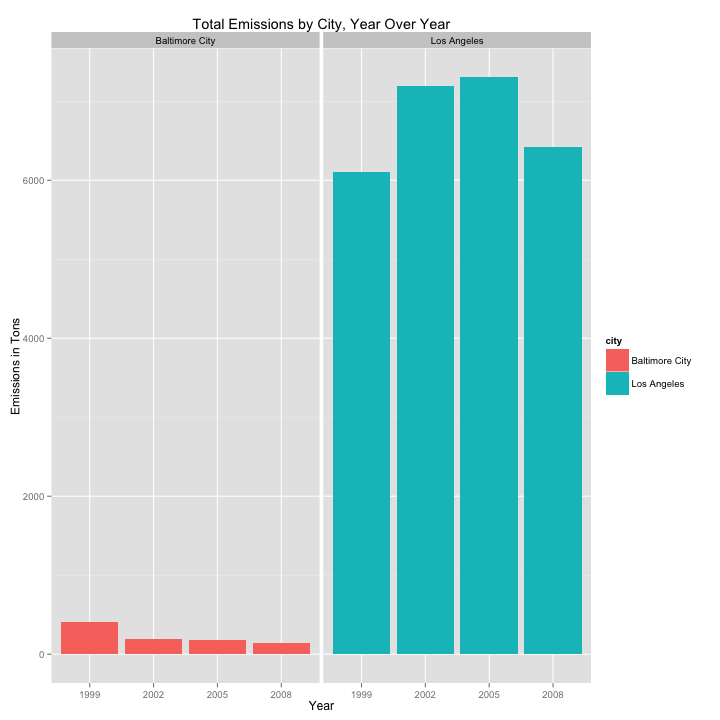 Total Emissions by City, Year Over Year
Baltimore City
Los Angeles
Emissions in Tons
6000
4000
2000
0
1999 2002 2005 2008
1999 2002 2005 2008
Year
city
Baltimore City
Los Angeles